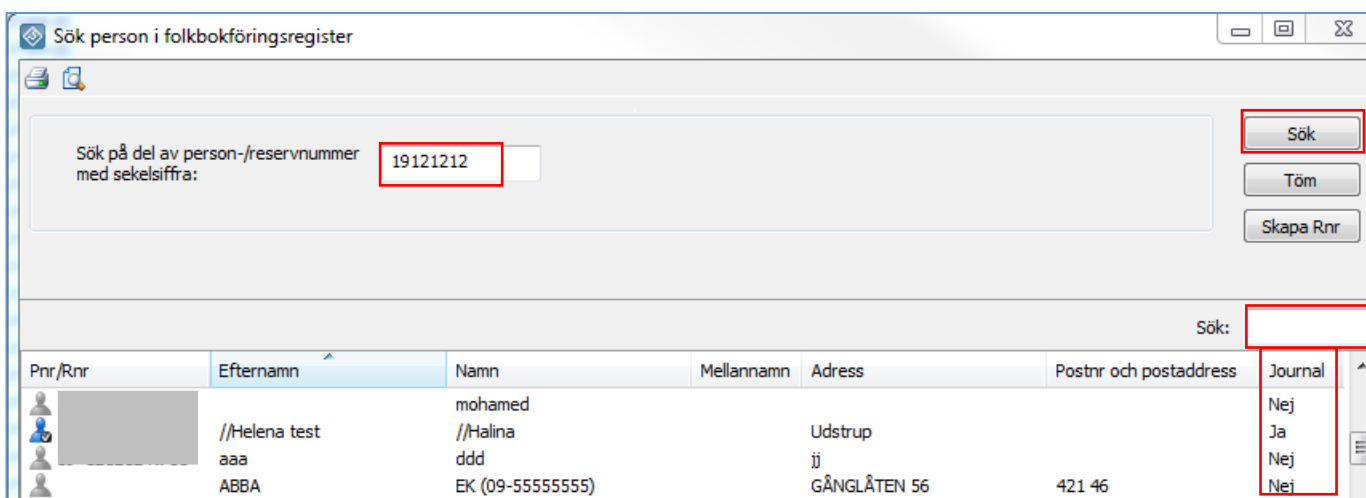 Sök person i folkbokföringsregister
Sök på del av person-/reservnummer
med sekelsiffra:
19121212
Sök
Töm
Skapa Rnr
Sök:
Pnr/Rnr Efternamn Namn Mellannamn Adress Postnr och postaddress Journal
mohamed Nej
//Helena test //Halina Udstrup Ja
aaa ddd jj Nej
ABBA EK (09-55555555) GÅNGLÅTEN 56 421 46 Nej